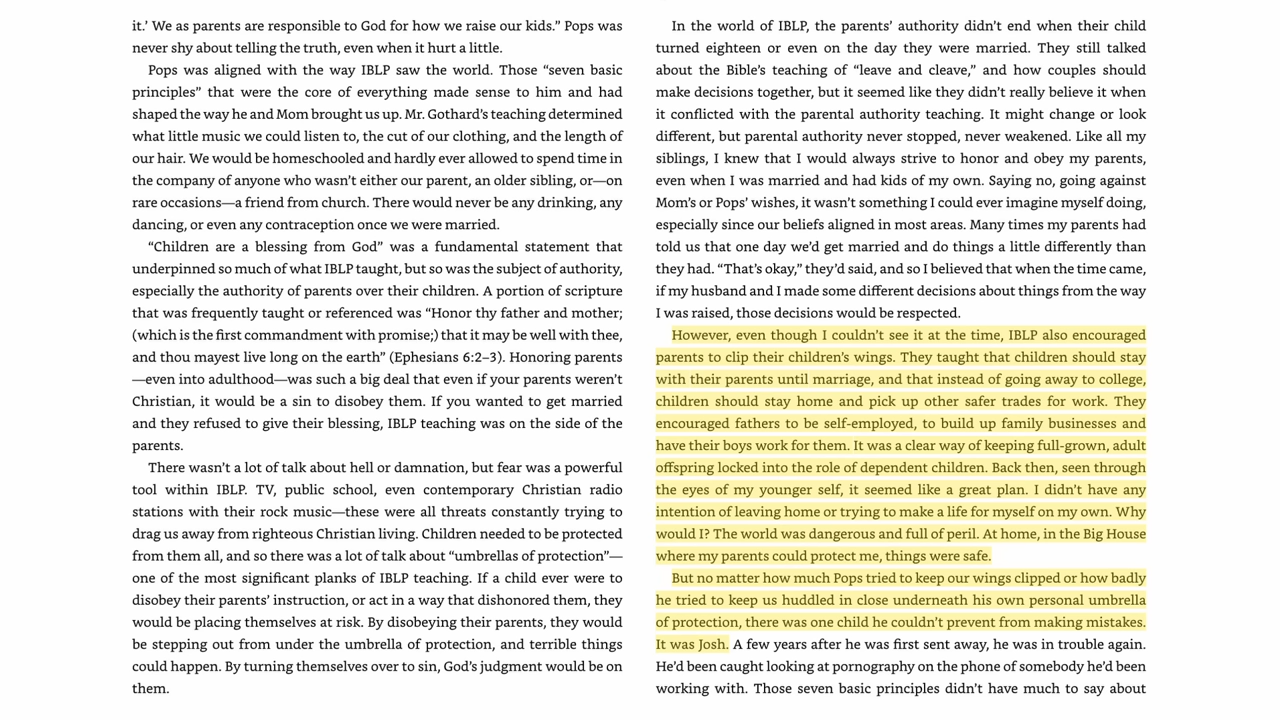 it.’ We as parents are responsible to God for how we raise our kids.” Pops was
never shy about telling the truth, even when it hurt a little.
Pops was aligned with the way IBLP saw the world. Those “seven basic
principles” that were the core of everything made sense to him and had
shaped the way he and Mom brought us up. Mr. Gothard’s teaching determined
what little music we could listen to, the cut of our clothing, and the length of
our hair. We would be homeschooled and hardly ever allowed to spend time in
the company of anyone who wasn’t either our parent, an older sibling, or—on
rare occasions—a friend from church. There would never be any drinking, any
dancing, or even any contraception once we were married.
“Children are a blessing from God” was a fundamental statement that
underpinned so much of what IBLP taught, but so was the subject of authority,
especially the authority of parents over their children. A portion of scripture
that was frequently taught or referenced was “Honor thy father and mother;
(which is the first commandment with promise;) that it may be well with thee,
and thou mayest live long on the earth” (Ephesians 6:2–3). Honoring parents
—even into adulthood—was such a big deal that even if your parents weren’t
Christian, it would be a sin to disobey them. If you wanted to get married
and they refused to give their blessing, IBLP teaching was on the side of the
parents.
There wasn’t a lot of talk about hell or damnation, but fear was a powerful
tool within IBLP. TV, public school, even contemporary Christian radio
stations with their rock music—these were all threats constantly trying to
drag us away from righteous Christian living. Children needed to be protected
from them all, and so there was a lot of talk about “umbrellas of protection”—
one of the most significant planks of IBLP teaching. If a child ever were to
disobey their parents’ instruction, or act in a way that dishonored them, they
would be placing themselves at risk. By disobeying their parents, they would
be stepping out from under the umbrella of protection, and terrible things
could happen. By turning themselves over to sin, God’s judgment would be on
them.
In the world of IBLP, the parents’ authority didn’t end when their child
turned eighteen or even on the day they were married. They still talked
about the Bible’s teaching of “leave and cleave,” and how couples should
make decisions together, but it seemed like they didn’t really believe it when
it conflicted with the parental authority teaching. It might change or look
different, but parental authority never stopped, never weakened. Like all my
siblings, I knew that I would always strive to honor and obey my parents,
even when I was married and had kids of my own. Saying no, going against
Mom’s or Pops’ wishes, it wasn’t something I could ever imagine myself doing,
especially since our beliefs aligned in most areas. Many times my parents had
told us that one day we’d get married and do things a little differently than
they had. “That’s okay,” they’d said, and so I believed that when the time came,
if my husband and I made some different decisions about things from the way
I was raised, those decisions would be respected.
However, even though I couldn’t see it at the time, IBLP also encouraged
parents to clip their children’s wings. They taught that children should stay
with their parents until marriage, and that instead of going away to college,
children should stay home and pick up other safer trades for work. They
encouraged fathers to be self-employed, to build up family businesses and
have their boys work for them. It was a clear way of keeping full-grown, adult
offspring locked into the role of dependent children. Back then, seen through
the eyes of my younger self, it seemed like a great plan. I didn’t have any
intention of leaving home or trying to make a life for myself on my own. Why
would I? The world was dangerous and full of peril. At home, in the Big House
where my parents could protect me, things were safe.
But no matter how much Pops tried to keep our wings clipped or how badly
he tried to keep us huddled in close underneath his own personal umbrella
of protection, there was one child he couldn’t prevent from making mistakes.
It was Josh. A few years after he was first sent away, he was in trouble again.
He’d been caught looking at pornography on the phone of somebody he’d been
working with. Those seven basic principles didn’t have much to say about